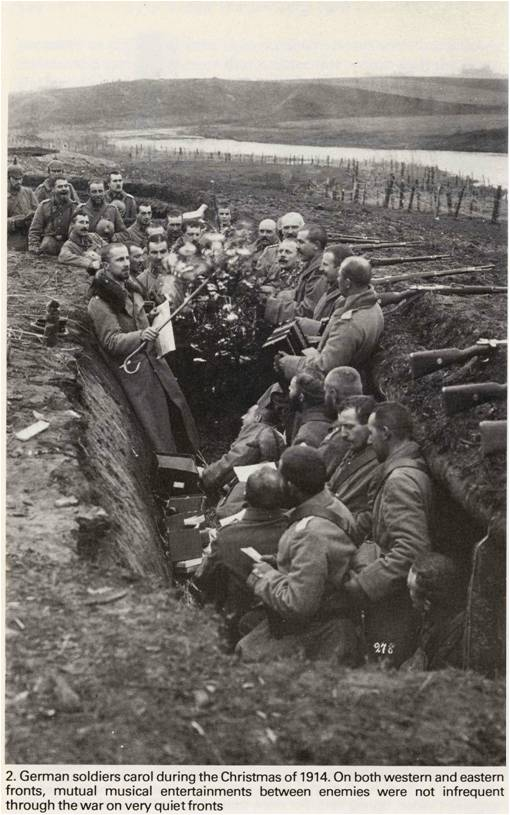 278
2. German soldiers carol during the Christmas of 1914. On both western and eastern
fronts, mutual musical entertainments between enemies were not infrequent
through the war on very quiet fronts